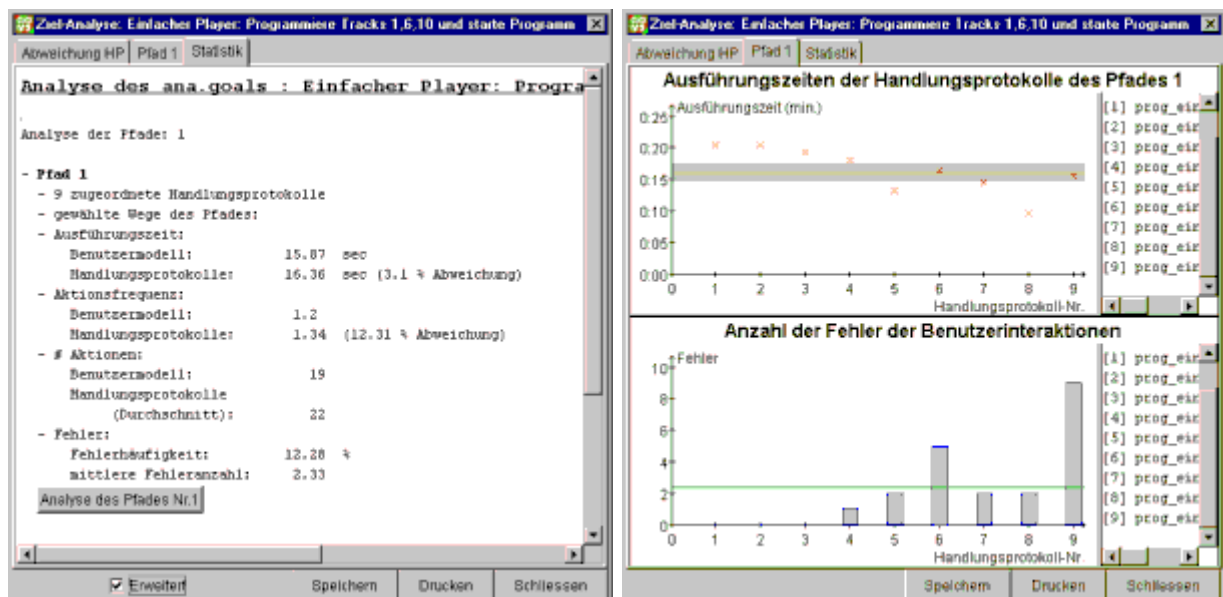 Ziel-Analyse: Einfacher Player: Programmiere Tracks 1,6,10 und starte Programm
Abweichung HP
Pfad 1
Statistik
Analyse des ana.goals : Einfacher Player: Progra
Analyse der Pfade: 1
- Pfad 1
- 9 zugeordnete Handlungsprotokolle
- gewählte Wege des Pfades:
- Ausführungszeit:
Benutzermodell: 15.87 sec
Handlungsprotokolle: 16.36 sec (3.1 % Abweichung)
- Aktionsfrequenz:
Benutzermodell: 1.2
Handlungsprotokolle: 1.34 (12.31 % Abweichung)
- # Aktionen:
Benutzermodell: 19
Handlungsprotokolle
(Durchschnitt): 22
- Fehler:
Fehlerhäufigkeit: 12.28 %
mittlere Fehleranzahl: 2.33
Analyse des Pfades Nr.1
Erweitert
Speichern
Drucken
Schliessen
Ziel-Analyse: Einfacher Player: Programmiere Tracks 1,6,10 und starte Programm
Abweichung HP
Pfad 1
Statistik
Ausführungszeiten der Handlungsprotokolle des Pfades 1
Ausführungszeit (min.)
0:25
0:20
0:15
0:10
0:05
0:00
0 1 2 3 4 5 6 7 8 9
Handlungsprotokoll-Nr.
[1] prog_ein
[2] prog_ein
[3] prog_ein
[4] prog_ein
[5] prog_ein
[6] prog_ein
[7] prog_ein
[8] prog_ein
[9] prog_ein
Anzahl der Fehler der Benutzerinteraktionen
Fehler
10
8
6
4
2
0
0 1 2 3 4 5 6 7 8 9
Handlungsprotokoll-Nr.
[1] prog_ein
[2] prog_ein
[3] prog_ein
[4] prog_ein
[5] prog_ein
[6] prog_ein
[7] prog_ein
[8] prog_ein
[9] prog_ein
Speichern
Drucken
Schliessen